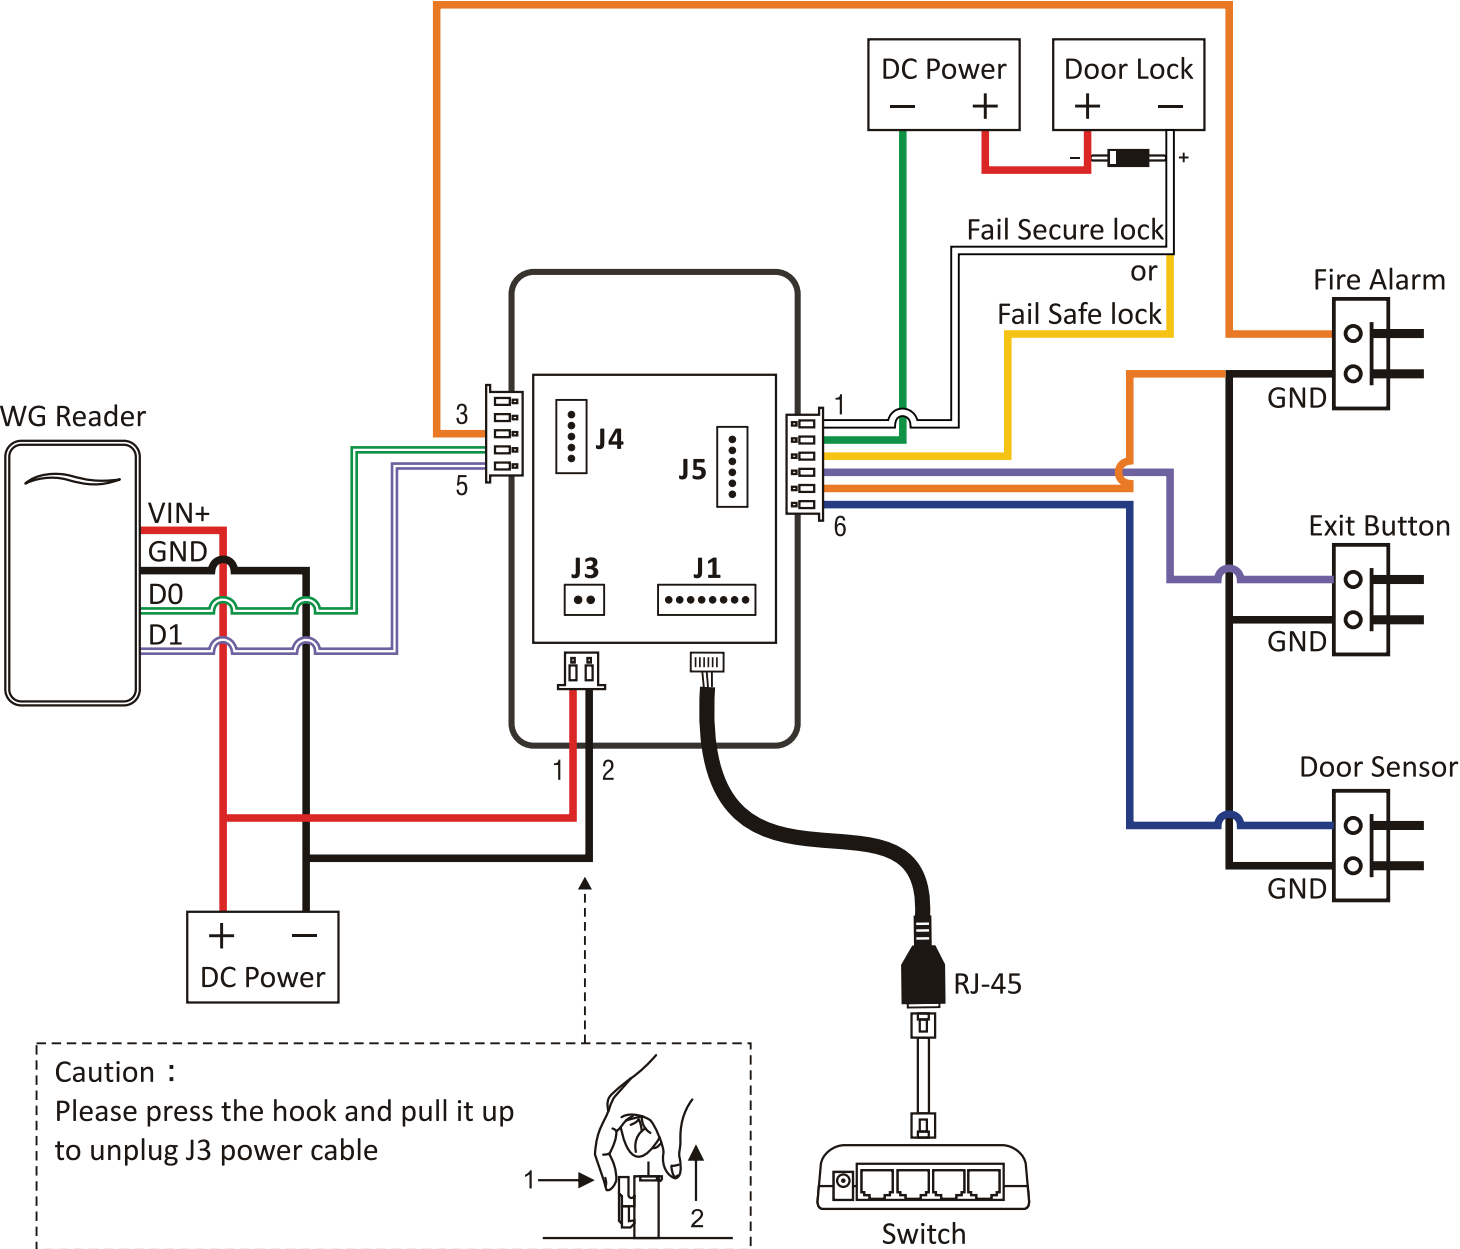 DC Power
− +
Door Lock
+ −
− +
Fail Secure lock
or
Fail Safe lock
Fire Alarm
GND
WG Reader
3
5
J4
J5
1
6
VIN+
GND
D0
D1
J3
J1
Exit Button
GND
1 2
Door Sensor
GND
+ −
DC Power
RJ-45
Caution：
Please press the hook and pull it up
to unplug J3 power cable
1
2
Switch